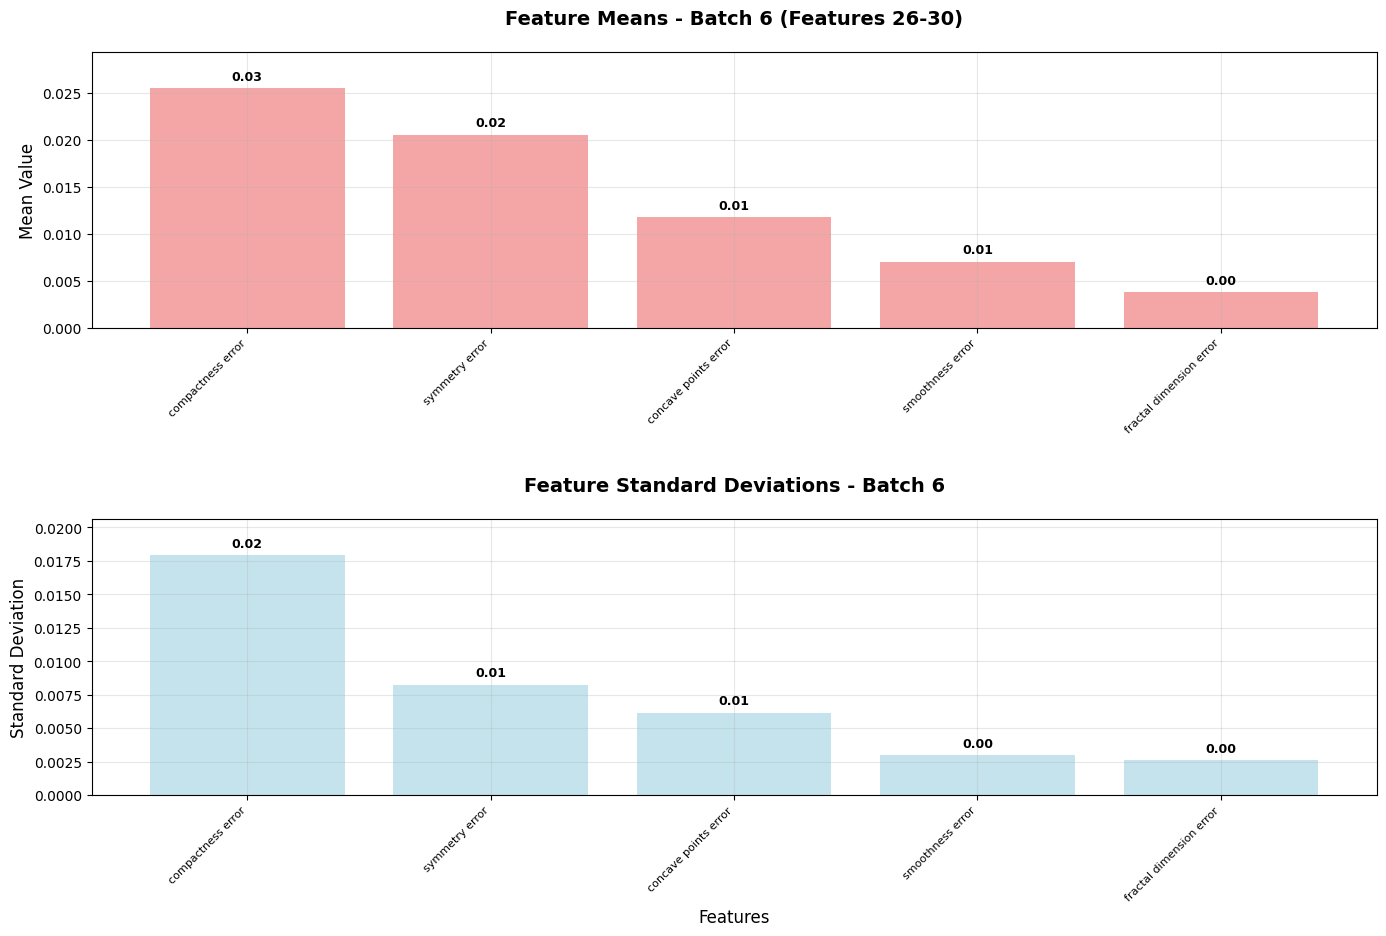 Feature Means - Batch 6 (Features 26-30)
Mean Value
0.025
0.020
0.015
0.010
0.005
0.000
0.03
0.02
0.01
0.01
0.00
compactness error
symmetry error
concave points error
smoothness error
fractal dimension error
Feature Standard Deviations - Batch 6
Standard Deviation
0.0200
0.0175
0.0150
0.0125
0.0100
0.0075
0.0050
0.0025
0.0000
0.02
0.01
0.01
0.00
0.00
compactness error
symmetry error
concave points error
smoothness error
fractal dimension error
Features